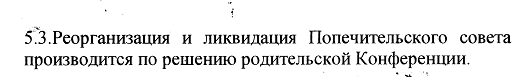 5.3.Реорганизация и ликвидация Попечительского совета
производится по решению родительской Конференции.